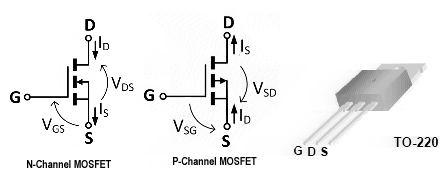 D
I_D
G
V_DS
V_GS
I_S
S
N-Channel MOSFET
D
I_S
G
V_SD
V_SG
I_D
S
P-Channel MOSFET
G D S
TO-220